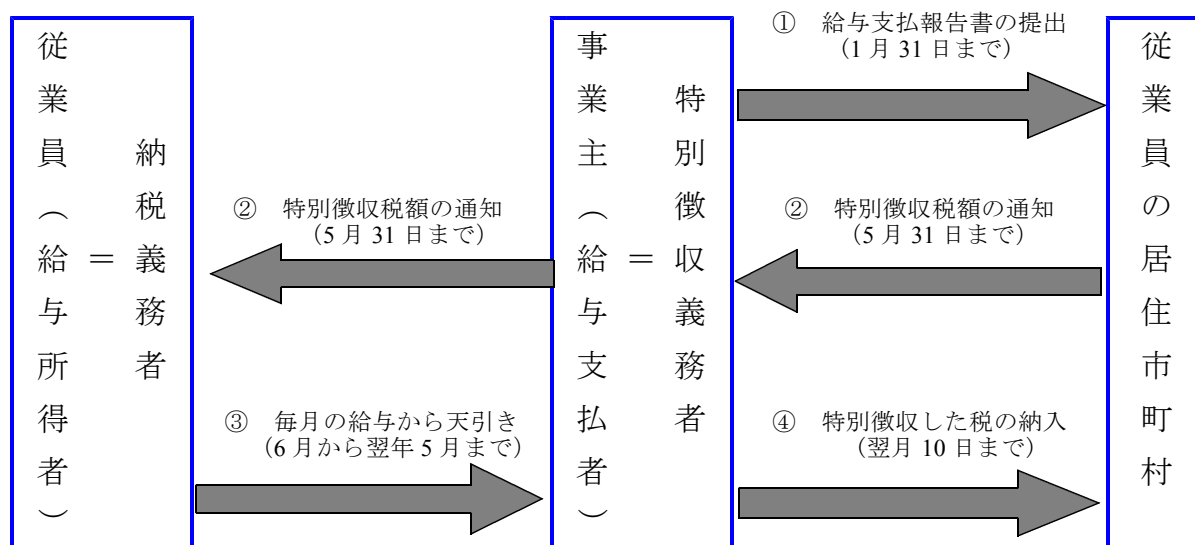 従業員(給与所得者)
=
納税義務者
② 特別徴収税額の通知
(5月31日まで)
③ 毎月の給与から天引き
(6月から翌年5月まで)
事業主(給与支払者)
=
特別徴収義務者
① 給与支払報告書の提出
(1月31日まで)
② 特別徴収税額の通知
(5月31日まで)
④ 特別徴収した税の納入
(翌月10日まで)
従業員の居住市町村